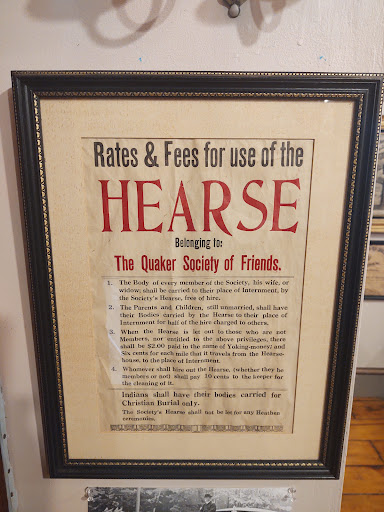 Rates & Fees for use of the
HEARSE
Belonging to:
The Quaker Society of Friends.
1. The Body of every member of the Society, his wife, or
widow, shall be carried to their place of Internment, by
the Society's Hearse, free of hire.
2. The Parents and Children, still unmarried, shall have
their Bodies carried by the Hearse to their place of
Internment for half of the hire charged to others.
3. When the Hearse is let out to those who are not
Members, nor entitled to the above privileges, there
shall be $2.00 paid in the name of Yoking-money; and
Six cents for each mile that it travels from the Hearse-
house, to the place of Internment.
4. Whomever shall hire out the Hearse, (whether they be
members or not) shall pay 10 cents to the keeper for
the cleaning of it.
Indians shall have their bodies carried for
Christian Burial only.
The Society's Hearse shall not be let for any Heathen
ceremonies.